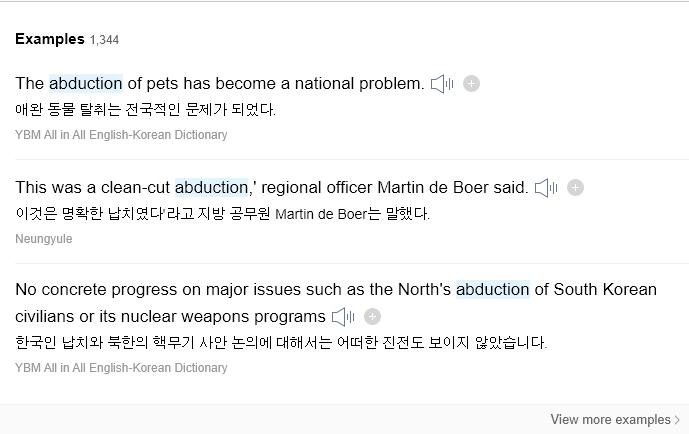 Examples 1,344
The abduction of pets has become a national problem.
애완 동물 탈취는 전국적인 문제가 되었다.
YBM All in All English-Korean Dictionary
This was a clean-cut abduction,' regional officer Martin de Boer said.
이것은 명확한 납치였다'라고 지방 공무원 Martin de Boer는 말했다.
Neungyule
No concrete progress on major issues such as the North's abduction of South Korean
civilians or its nuclear weapons programs
한국인 납치와 북한의 핵무기 사안 논의에 대해서는 어떠한 진전도 보이지 않았습니다.
YBM All in All English-Korean Dictionary
View more examples